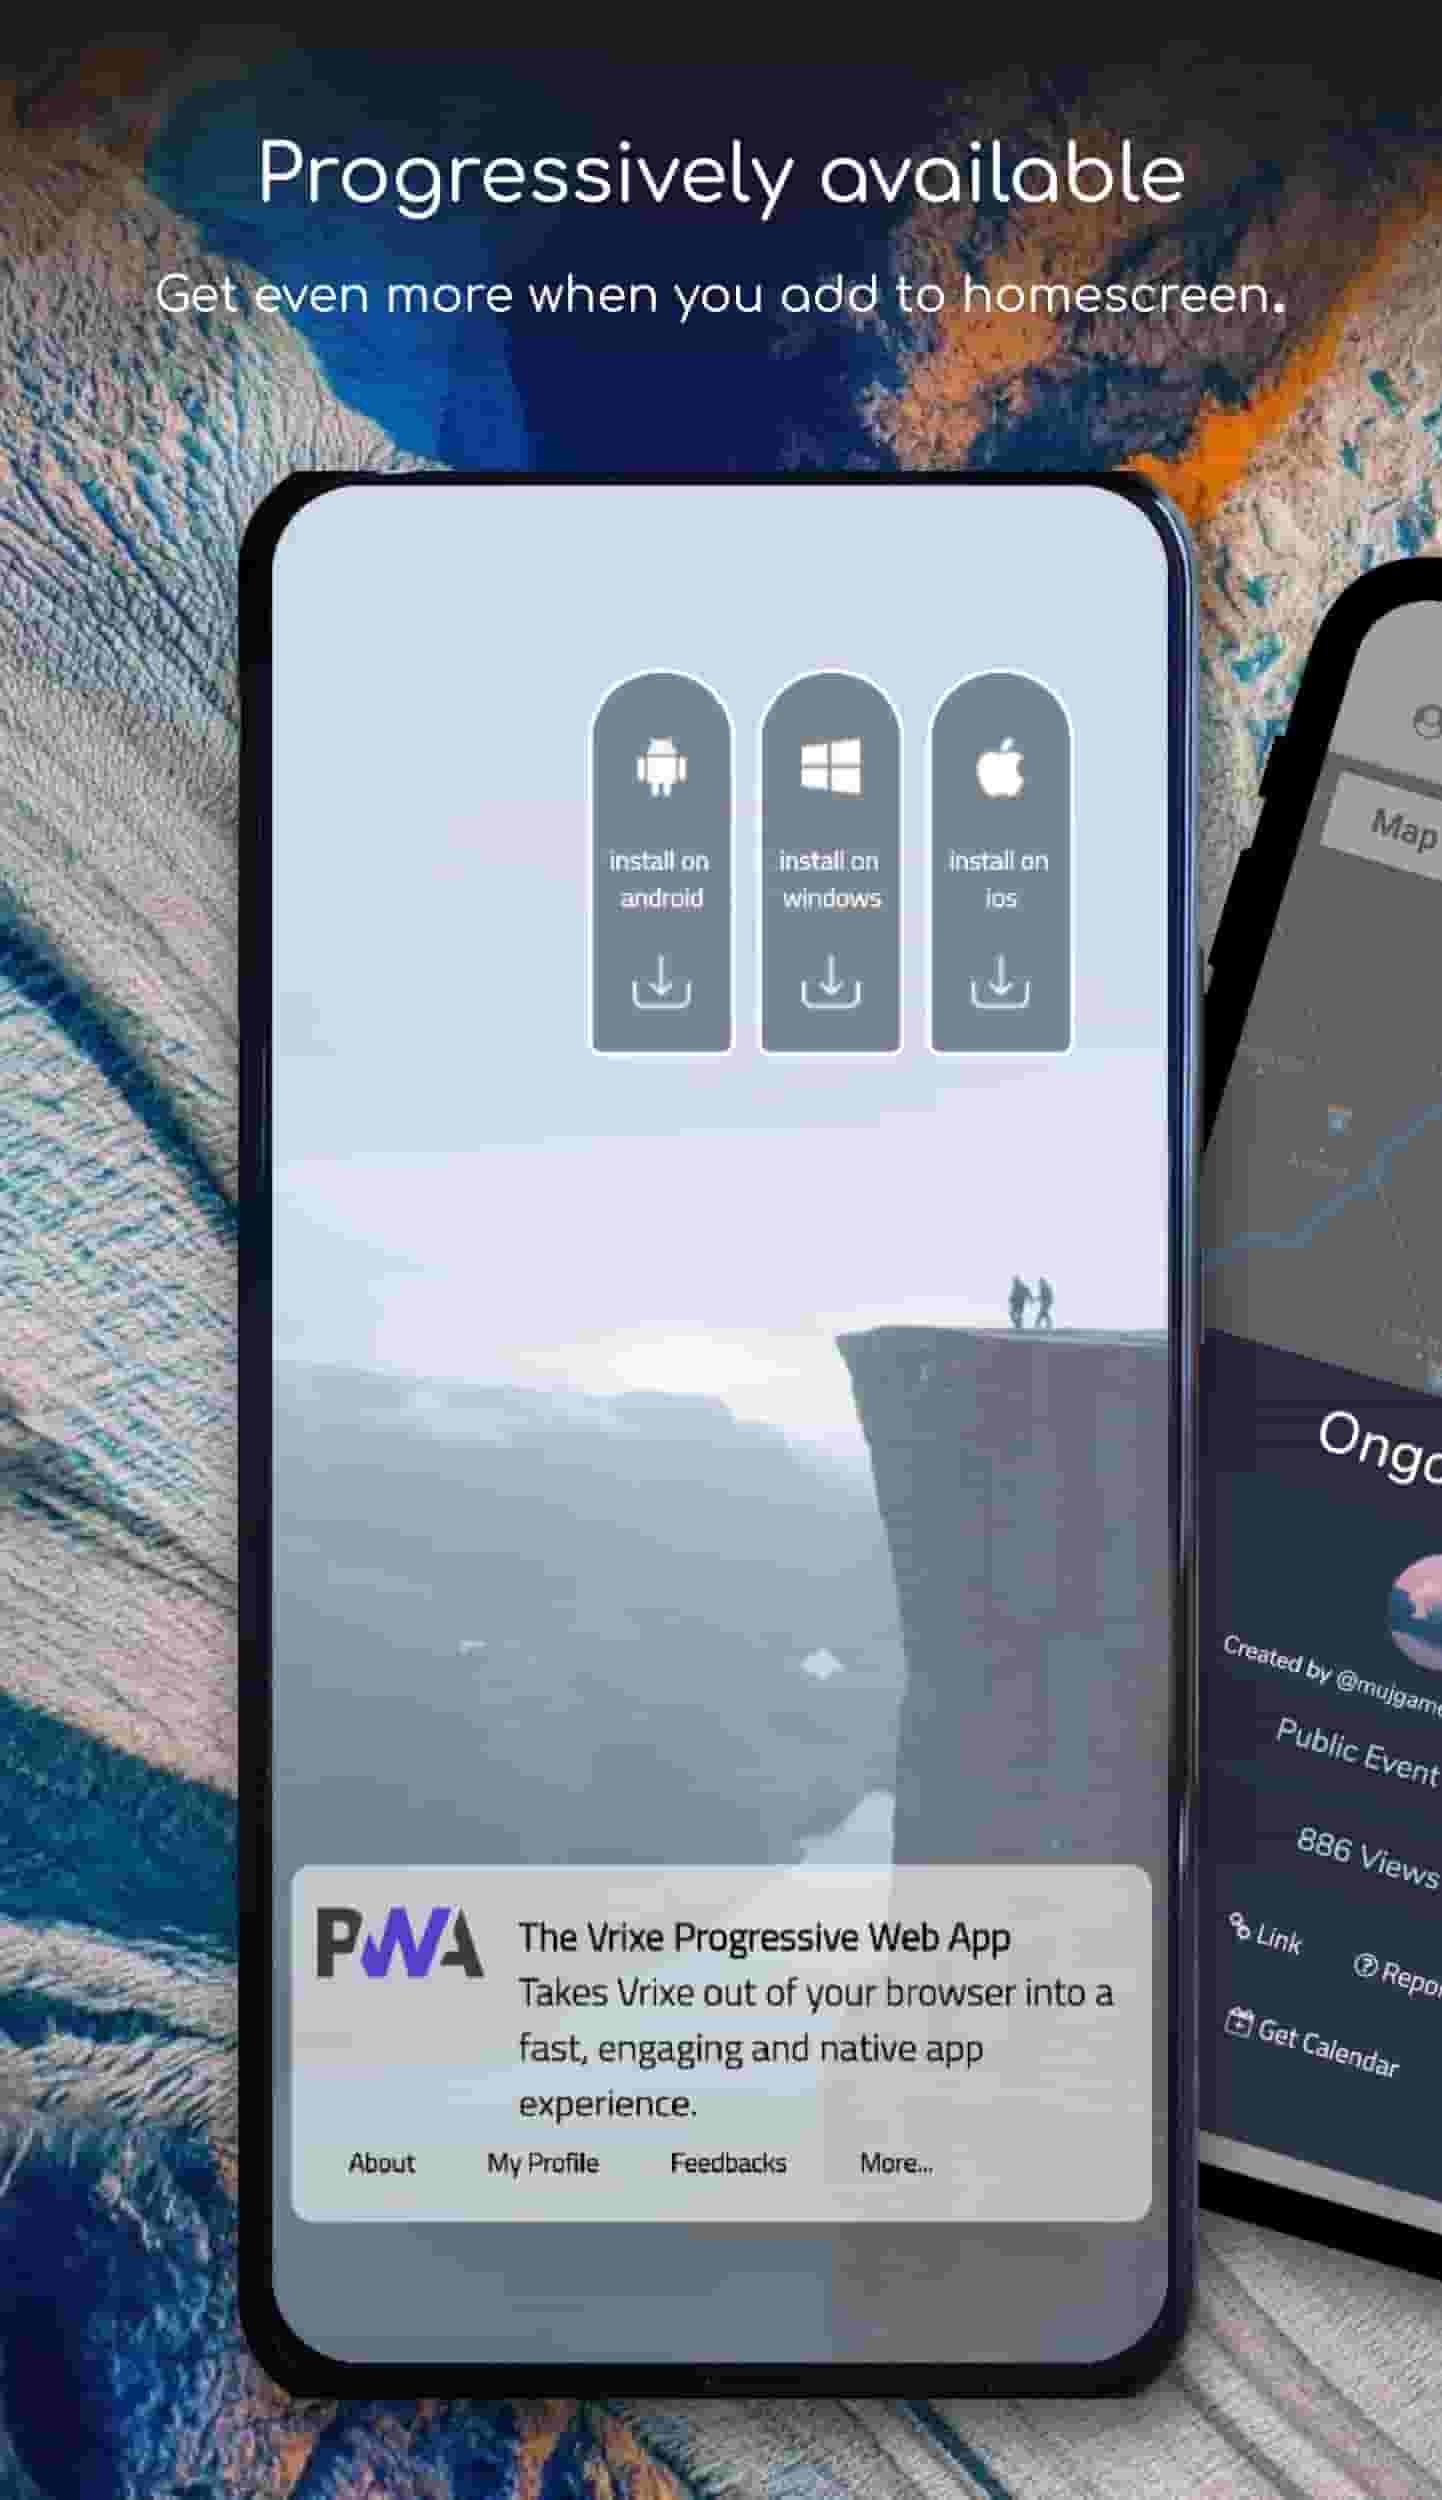 Progressively available
Get even more when you add to homescreen.
install on
android
install on
windows
install on
ios
PWA
The Vrixe Progressive Web App
Takes Vrixe out of your browser into a
fast, engaging and native app
experience.
About
My Profile
Feedbacks
More...
Map
Created by
Public Event
886 Views
Link
Get Calendar